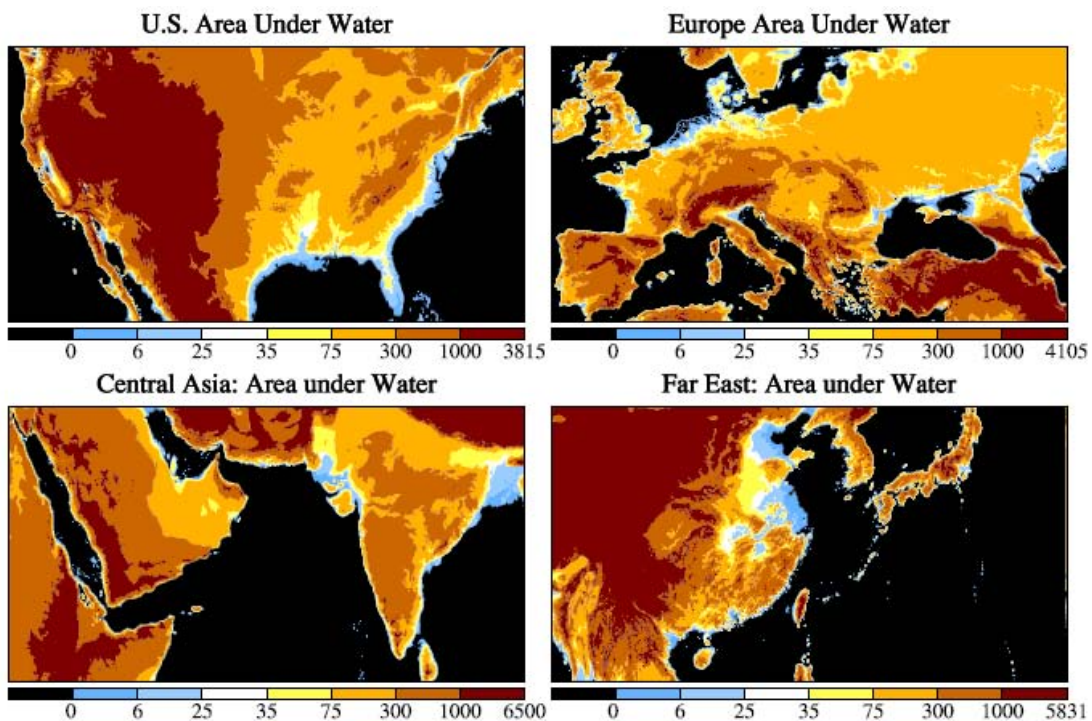 U.S. Area Under Water
Europe Area Under Water
0 6 25 35 75 300 1000 3815
0 6 25 35 75 300 1000 4105
Central Asia: Area under Water
Far East: Area under Water
0 6 25 35 75 300 1000 6500
0 6 25 35 75 300 1000 5831